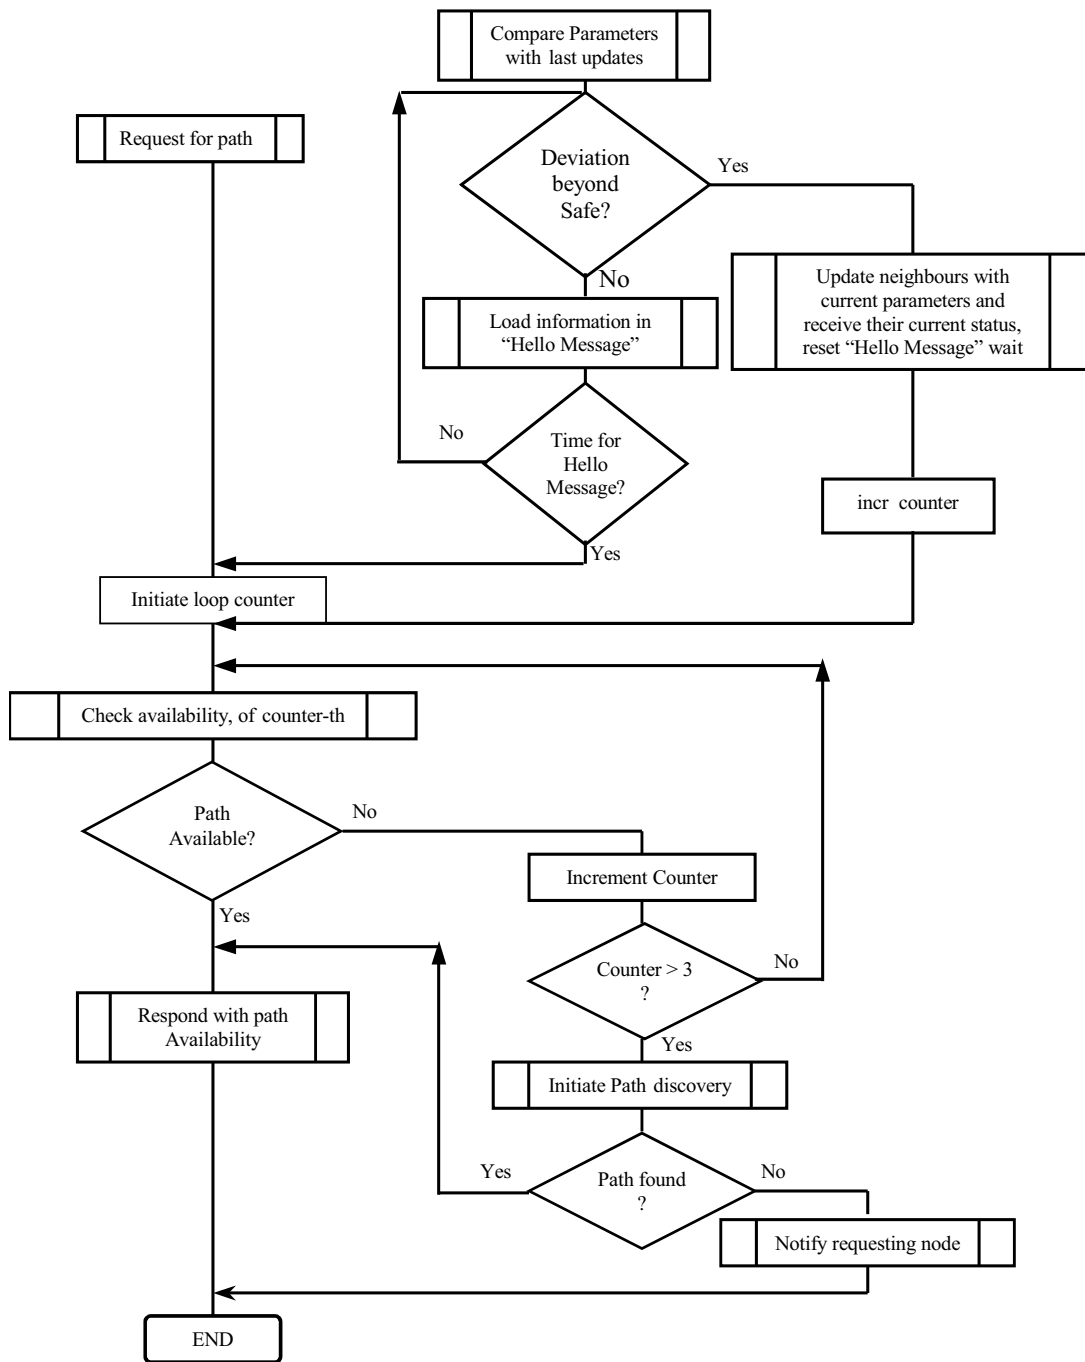 Compare Parameters
with last updates
Request for path
Deviation
beyond
Safe?
Yes
No
Update neighbours with
current parameters and
receive their current status,
reset “Hello Message” wait
Load information in
“Hello Message”
No
Time for
Hello
Message?
incr counter
Yes
Initiate loop counter
Check availability, of counter-th
Path
Available?
No
Increment Counter
Yes
Counter > 3
?
No
Respond with path
Availability
Yes
Initiate Path discovery
Yes
Path found
?
No
Notify requesting node
END